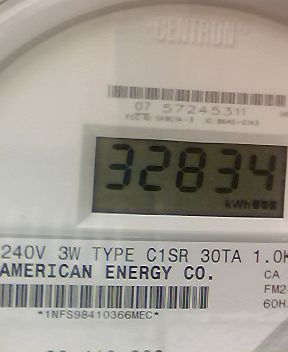 CENTRON
07 57245311
32834
kWh
240V 3W TYPE C1SR 30TA 1.0K
AMERICAN ENERGY CO.
CA
FM2
60H
*1NFS98410366MEC*